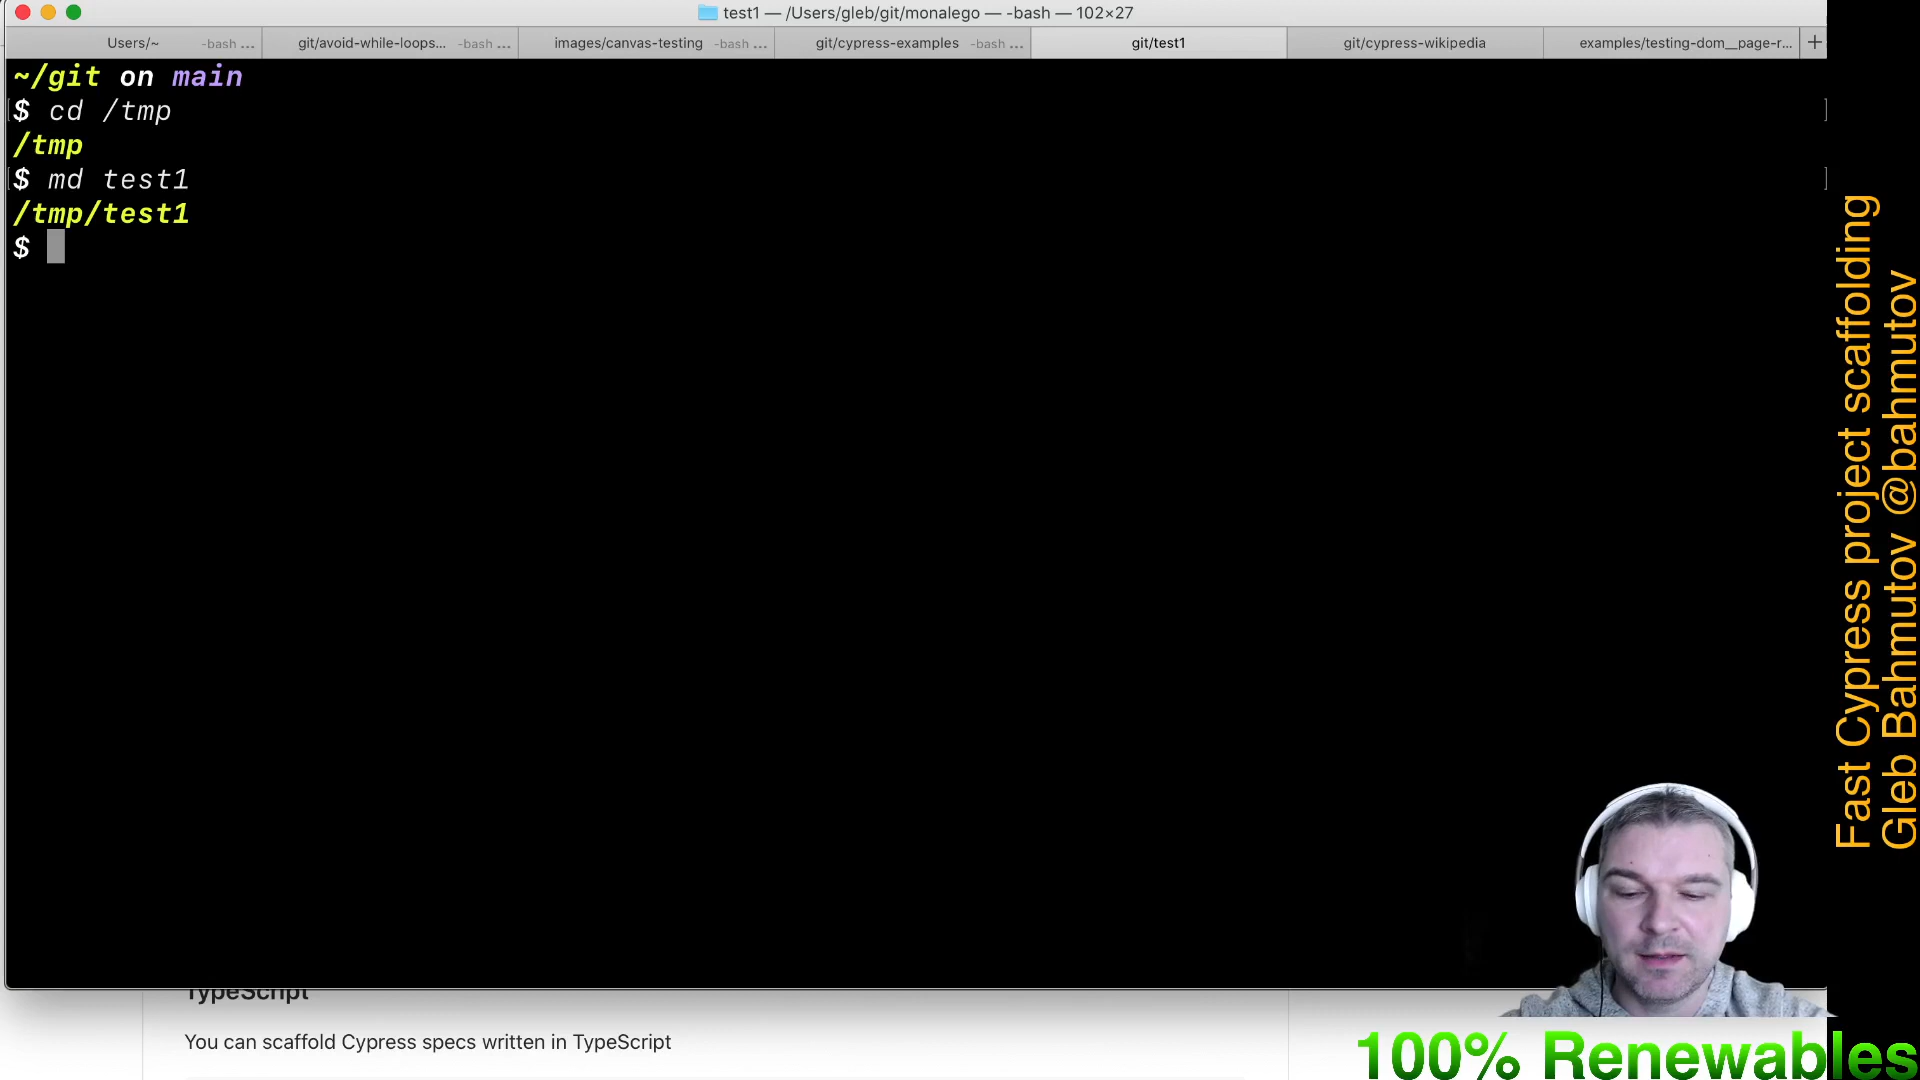 test1 — /Users/gleb/git/monalego — -bash — 102×27
Users/~ -bash ...
git/avoid-while-loops... -bash ...
images/canvas-testing -bash ...
git/cypress-examples -bash ...
git/test1
git/cypress-wikipedia
examples/testing-dom__page-r...
+
~/git on main
[$ cd /tmp ]
/tmp
[$ md test1 ]
/tmp/test1
$
TypeScript
You can scaffold Cypress specs written in TypeScript
Fast Cypress project scaffolding
Gleb Bahmutov @bahmutov
100% Renewables